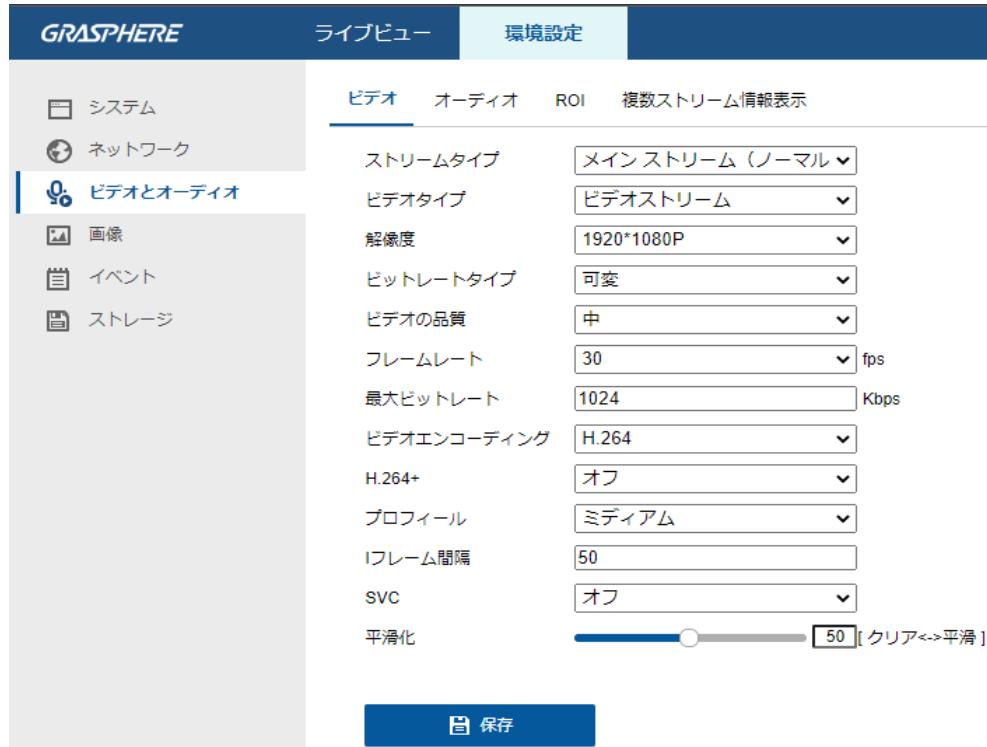 GRASPHERE ライブビュー 環境設定
システム
ネットワーク
ビデオとオーディオ
画像
イベント
ストレージ
ビデオ オーディオ ROI 複数ストリーム情報表示
ストリームタイプ メイン ストリーム（ノーマル
ビデオタイプ ビデオストリーム
解像度 1920*1080P
ビットレートタイプ 可変
ビデオの品質 中
フレームレート 30 fps
最大ビットレート 1024 Kbps
ビデオエンコーディング H.264
H.264+ オフ
プロフィール ミディアム
Iフレーム間隔 50
SVC オフ
平滑化 50 [ クリア<->平滑 ]
保存